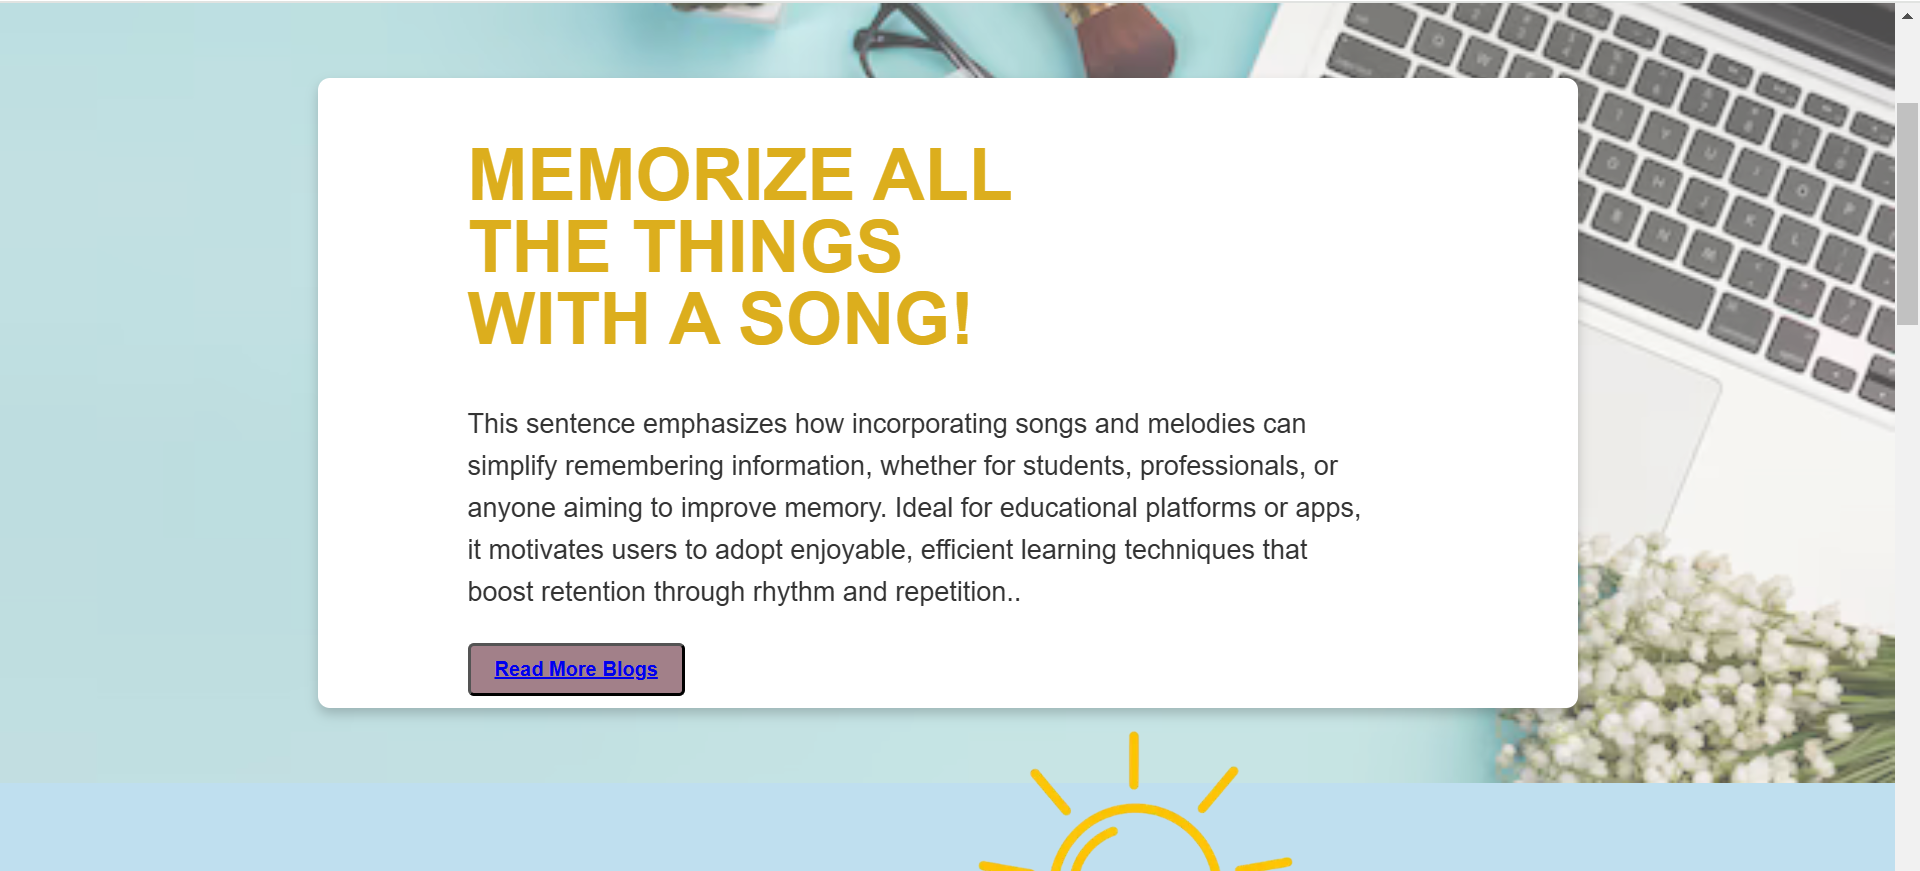 MEMORIZE ALL
THE THINGS
WITH A SONG!
This sentence emphasizes how incorporating songs and melodies can
simplify remembering information, whether for students, professionals, or
anyone aiming to improve memory. Ideal for educational platforms or apps,
it motivates users to adopt enjoyable, efficient learning techniques that
boost retention through rhythm and repetition..
Read More Blogs